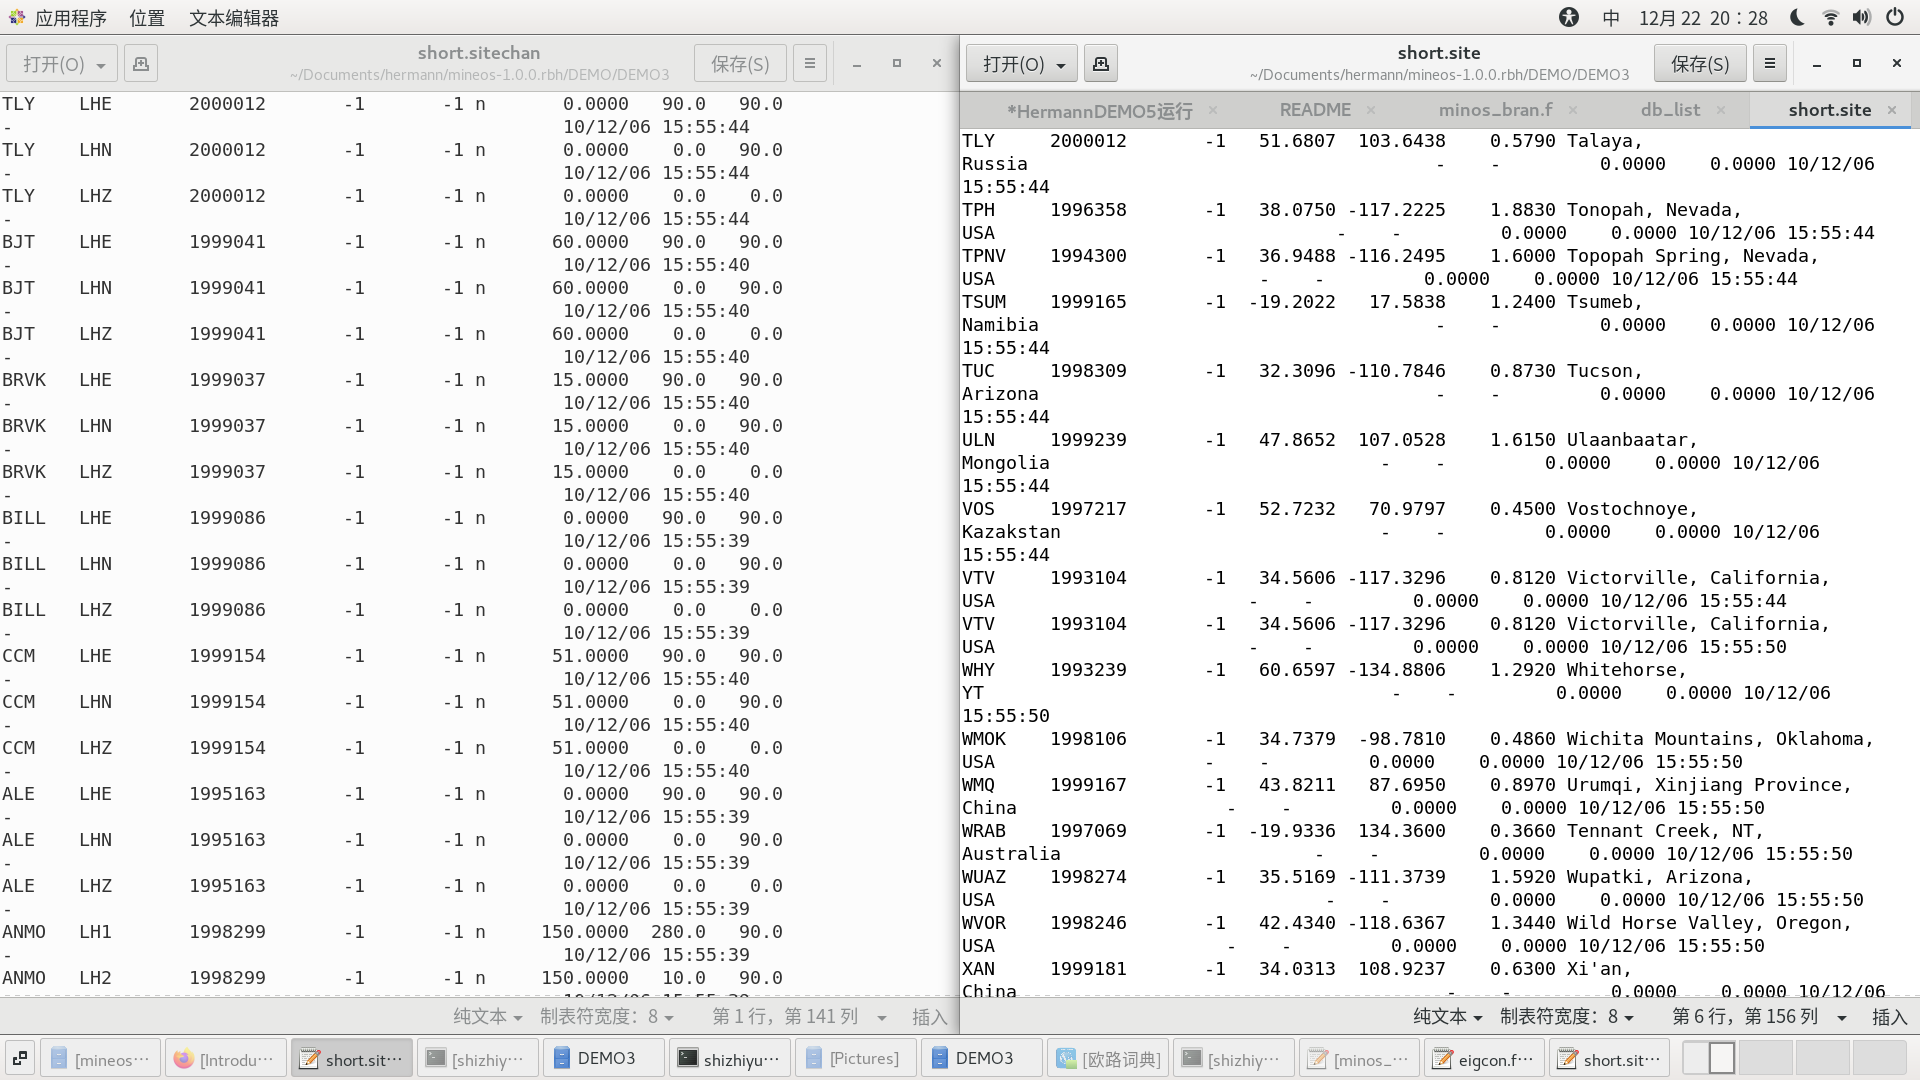 应用程序 位置 文本编辑器 中 12月 22 20：28
打开(O) short.sitechan ~/Documents/hermann/mineos-1.0.0.rbh/DEMO/DEMO3 保存(S)
TLY LHE 2000012 -1 -1 n 0.0000 90.0 90.0
- 10/12/06 15:55:44
TLY LHN 2000012 -1 -1 n 0.0000 0.0 90.0
- 10/12/06 15:55:44
TLY LHZ 2000012 -1 -1 n 0.0000 0.0 0.0
- 10/12/06 15:55:44
BJT LHE 1999041 -1 -1 n 60.0000 90.0 90.0
- 10/12/06 15:55:40
BJT LHN 1999041 -1 -1 n 60.0000 0.0 90.0
- 10/12/06 15:55:40
BJT LHZ 1999041 -1 -1 n 60.0000 0.0 0.0
- 10/12/06 15:55:40
BRVK LHE 1999037 -1 -1 n 15.0000 90.0 90.0
- 10/12/06 15:55:40
BRVK LHN 1999037 -1 -1 n 15.0000 0.0 90.0
- 10/12/06 15:55:40
BRVK LHZ 1999037 -1 -1 n 15.0000 0.0 0.0
- 10/12/06 15:55:40
BILL LHE 1999086 -1 -1 n 0.0000 90.0 90.0
- 10/12/06 15:55:39
BILL LHN 1999086 -1 -1 n 0.0000 0.0 90.0
- 10/12/06 15:55:39
BILL LHZ 1999086 -1 -1 n 0.0000 0.0 0.0
- 10/12/06 15:55:39
CCM LHE 1999154 -1 -1 n 51.0000 90.0 90.0
- 10/12/06 15:55:40
CCM LHN 1999154 -1 -1 n 51.0000 0.0 90.0
- 10/12/06 15:55:40
CCM LHZ 1999154 -1 -1 n 51.0000 0.0 0.0
- 10/12/06 15:55:40
ALE LHE 1995163 -1 -1 n 0.0000 90.0 90.0
- 10/12/06 15:55:39
ALE LHN 1995163 -1 -1 n 0.0000 0.0 90.0
- 10/12/06 15:55:39
ALE LHZ 1995163 -1 -1 n 0.0000 0.0 0.0
- 10/12/06 15:55:39
ANMO LH1 1998299 -1 -1 n 150.0000 280.0 90.0
- 10/12/06 15:55:39
ANMO LH2 1998299 -1 -1 n 150.0000 10.0 90.0
纯文本 制表符宽度：8 第 1 行，第 141 列 插入
打开(O) short.site ~/Documents/hermann/mineos-1.0.0.rbh/DEMO/DEMO3 保存(S)
*HermannDEMO5运行 README minos_bran.f db_list short.site
TLY 2000012 -1 51.6807 103.6438 0.5790 Talaya,
Russia - - 0.0000 0.0000 10/12/06
15:55:44
TPH 1996358 -1 38.0750 -117.2225 1.8830 Tonopah, Nevada,
USA - - 0.0000 0.0000 10/12/06 15:55:44
TPNV 1994300 -1 36.9488 -116.2495 1.6000 Topopah Spring, Nevada,
USA - - 0.0000 0.0000 10/12/06 15:55:44
TSUM 1999165 -1 -19.2022 17.5838 1.2400 Tsumeb,
Namibia - - 0.0000 0.0000 10/12/06
15:55:44
TUC 1998309 -1 32.3096 -110.7846 0.8730 Tucson,
Arizona - - 0.0000 0.0000 10/12/06
15:55:44
ULN 1999239 -1 47.8652 107.0528 1.6150 Ulaanbaatar,
Mongolia - - 0.0000 0.0000 10/12/06
15:55:44
VOS 1997217 -1 52.7232 70.9797 0.4500 Vostochnoye,
Kazakstan - - 0.0000 0.0000 10/12/06
15:55:44
VTV 1993104 -1 34.5606 -117.3296 0.8120 Victorville, California,
USA - - 0.0000 0.0000 10/12/06 15:55:44
VTV 1993104 -1 34.5606 -117.3296 0.8120 Victorville, California,
USA - - 0.0000 0.0000 10/12/06 15:55:50
WHY 1993239 -1 60.6597 -134.8806 1.2920 Whitehorse,
YT - - 0.0000 0.0000 10/12/06
15:55:50
WMOK 1998106 -1 34.7379 -98.7810 0.4860 Wichita Mountains, Oklahoma,
USA - - 0.0000 0.0000 10/12/06 15:55:50
WMQ 1999167 -1 43.8211 87.6950 0.8970 Urumqi, Xinjiang Province,
China - - 0.0000 0.0000 10/12/06 15:55:50
WRAB 1997069 -1 -19.9336 134.3600 0.3660 Tennant Creek, NT,
Australia - - 0.0000 0.0000 10/12/06 15:55:50
WUAZ 1998274 -1 35.5169 -111.3739 1.5920 Wupatki, Arizona,
USA - - 0.0000 0.0000 10/12/06 15:55:50
WVOR 1998246 -1 42.4340 -118.6367 1.3440 Wild Horse Valley, Oregon,
USA - - 0.0000 0.0000 10/12/06 15:55:50
XAN 1999181 -1 34.0313 108.9237 0.6300 Xi'an,
China - - 0.0000 0.0000 10/12/06
纯文本 制表符宽度：8 第 6 行，第 156 列 插入
[mineos… [Introdu… short.sit… [shizhiy… DEMO3 shizhiyu… [Pictures] DEMO3 [欧路词典] [shizhiy… [minos_… eigcon.f… short.sit…